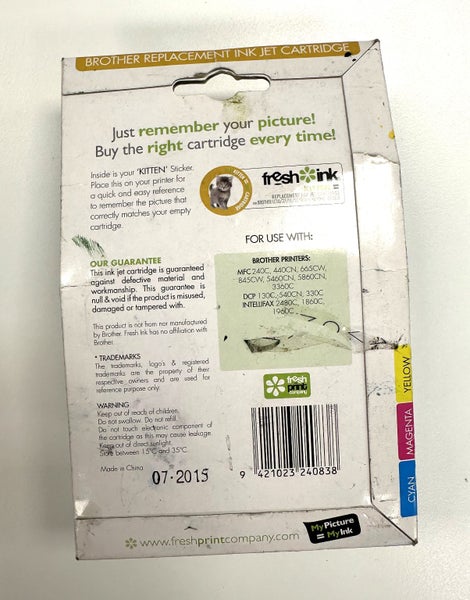 BROTHER REPLACEMENT INK JET CARTRIDGE
Just remember your picture!
Buy the right cartridge every time!
Inside is your 'KITTEN' Sticker.
Place this on your printer for
a quick and easy reference
to remember the picture that
correctly matches your empty
cartridge.
KITTEN
fresh ink
FOR USE WITH:
BROTHER PRINTERS:
MFC 240C, 440CN, 665CW,
845CW, 5460CN, 5860CN,
3360C
DCP 130C, 540CN, 330C
INTELLIFAX 2480C, 1860C,
1960C
OUR GUARANTEE
This ink jet cartridge is guaranteed
against defective material and
workmanship. This guarantee is
null & void if the product is misused,
damaged or tampered with.
This product is not from nor manufactured
by Brother. Fresh Ink has no affiliation with
Brother.
* TRADEMARKS
The trademarks, logo's & registered
trademarks are the property of their
respective owners and are used for
reference purpose only.
WARNING
Keep out of reach of children.
Do not swallow. Do not refill.
Do not touch electronic component of
the cartridge as this may cause leakage.
Keep out of direct sunlight.
Store between 15°C and 35°C
Made in China
07·2015
fresh
print
company
9 421023 240838
CYAN MAGENTA YELLOW
www.freshprintcompany.com
MyPicture
= MyInk